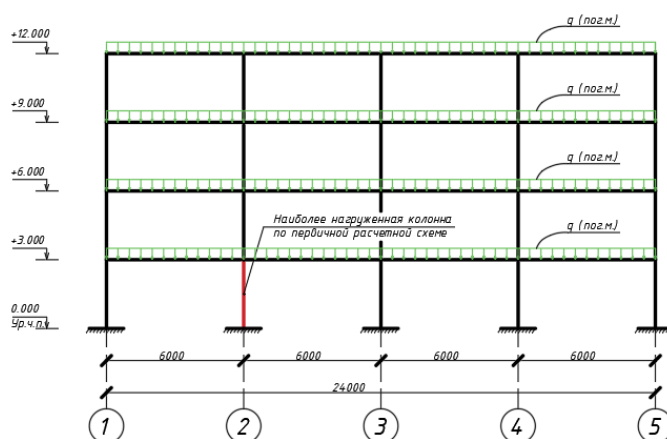 +12.000
q (пог.м.)
+9.000
q (пог.м.)
+6.000
q (пог.м.)
Наиболее нагруженная колонна
по первичной расчетной схеме
q (пог.м.)
+3.000
0.000
Ур.ч.п.
6000
6000
6000
6000
24000
1
2
3
4
5